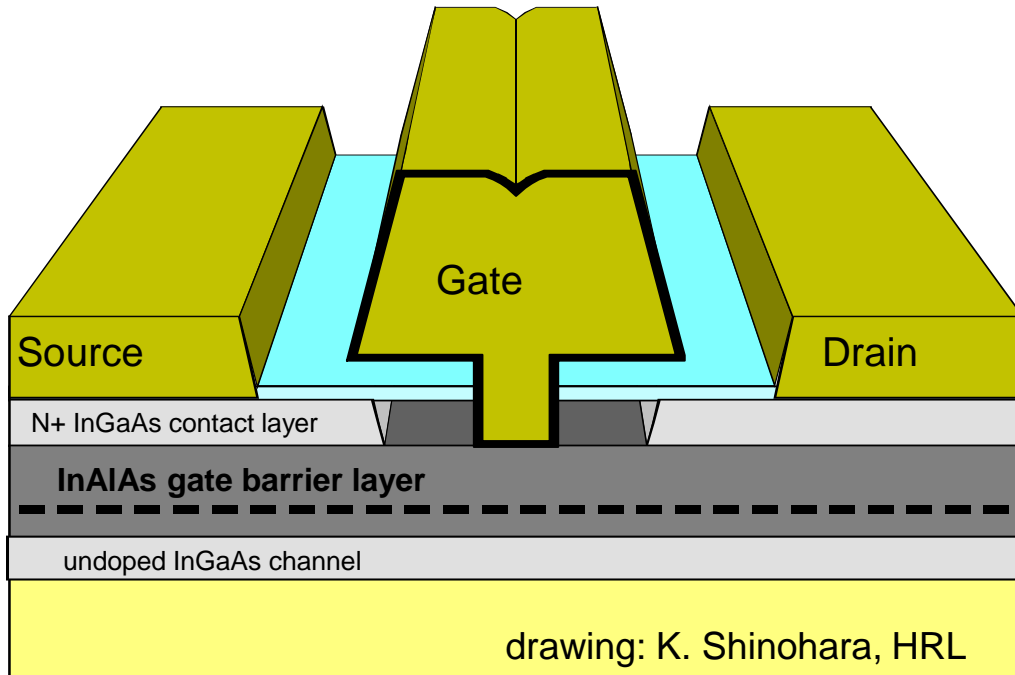 Gate
Source
Drain
N+ InGaAs contact layer
InAlAs gate barrier layer
undoped InGaAs channel
drawing: K. Shinohara, HRL